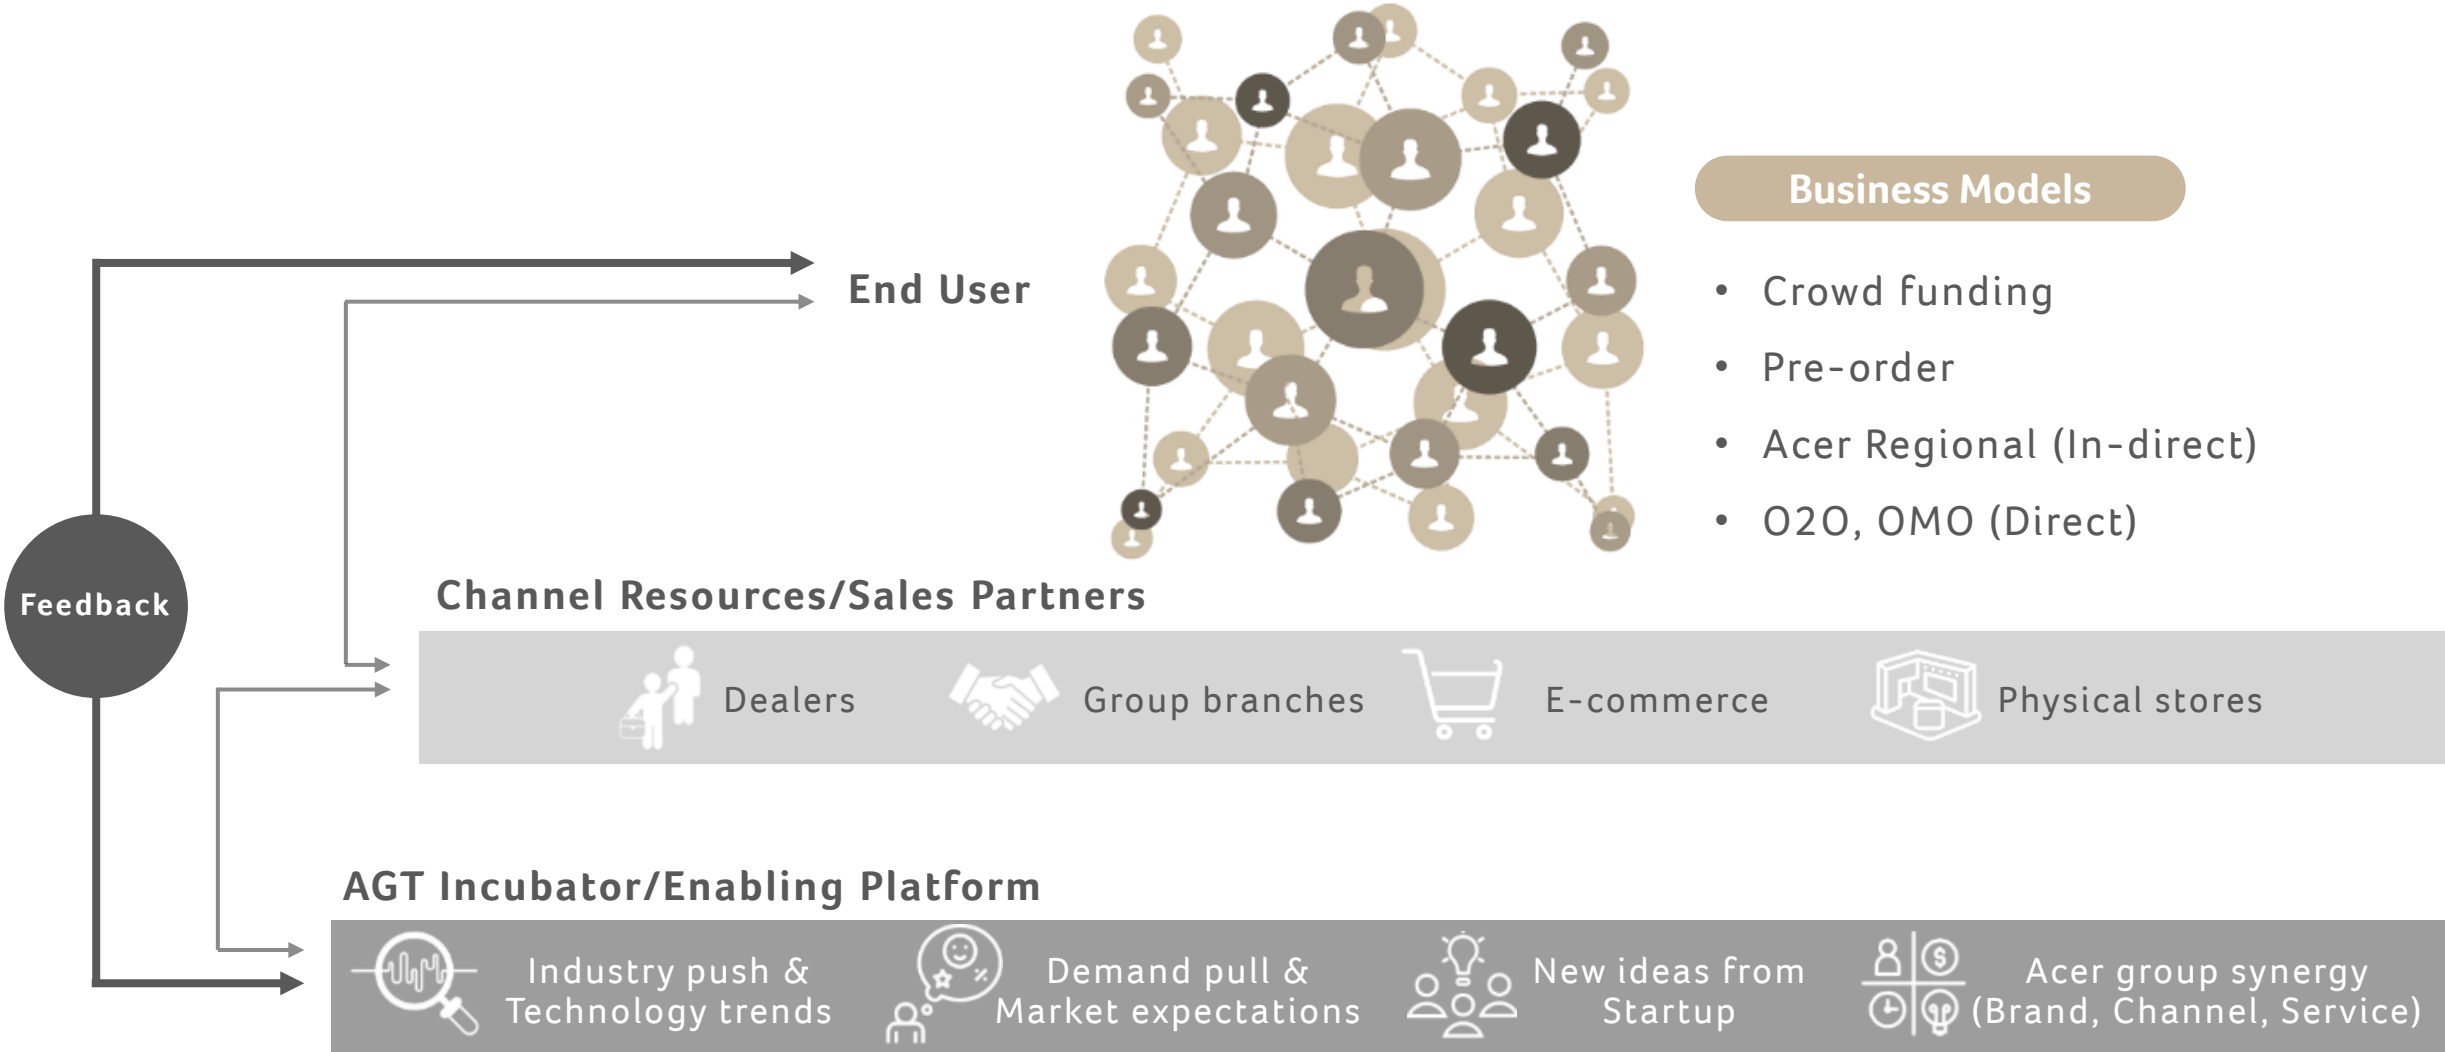 Business Models
End User
• Crowd funding
• Pre-order
• Acer Regional (In-direct)
• O2O, OMO (Direct)
Feedback
Channel Resources/Sales Partners
Dealers
Group branches
E-commerce
Physical stores
AGT Incubator/Enabling Platform
Industry push &
Technology trends
Demand pull &
Market expectations
New ideas from
Startup
Acer group synergy
(Brand, Channel, Service)